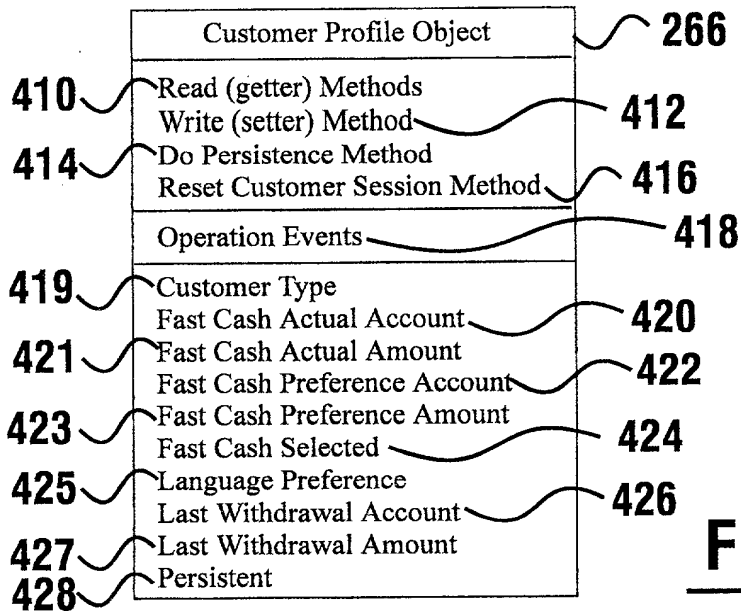 Customer Profile Object 266
410 Read (getter) Methods
Write (setter) Method 412
414 Do Persistence Method
Reset Customer Session Method 416
Operation Events 418
419 Customer Type
Fast Cash Actual Account 420
421 Fast Cash Actual Amount
Fast Cash Preference Account 422
423 Fast Cash Preference Amount
Fast Cash Selected 424
425 Language Preference
Last Withdrawal Account 426
427 Last Withdrawal Amount
428 Persistent
F